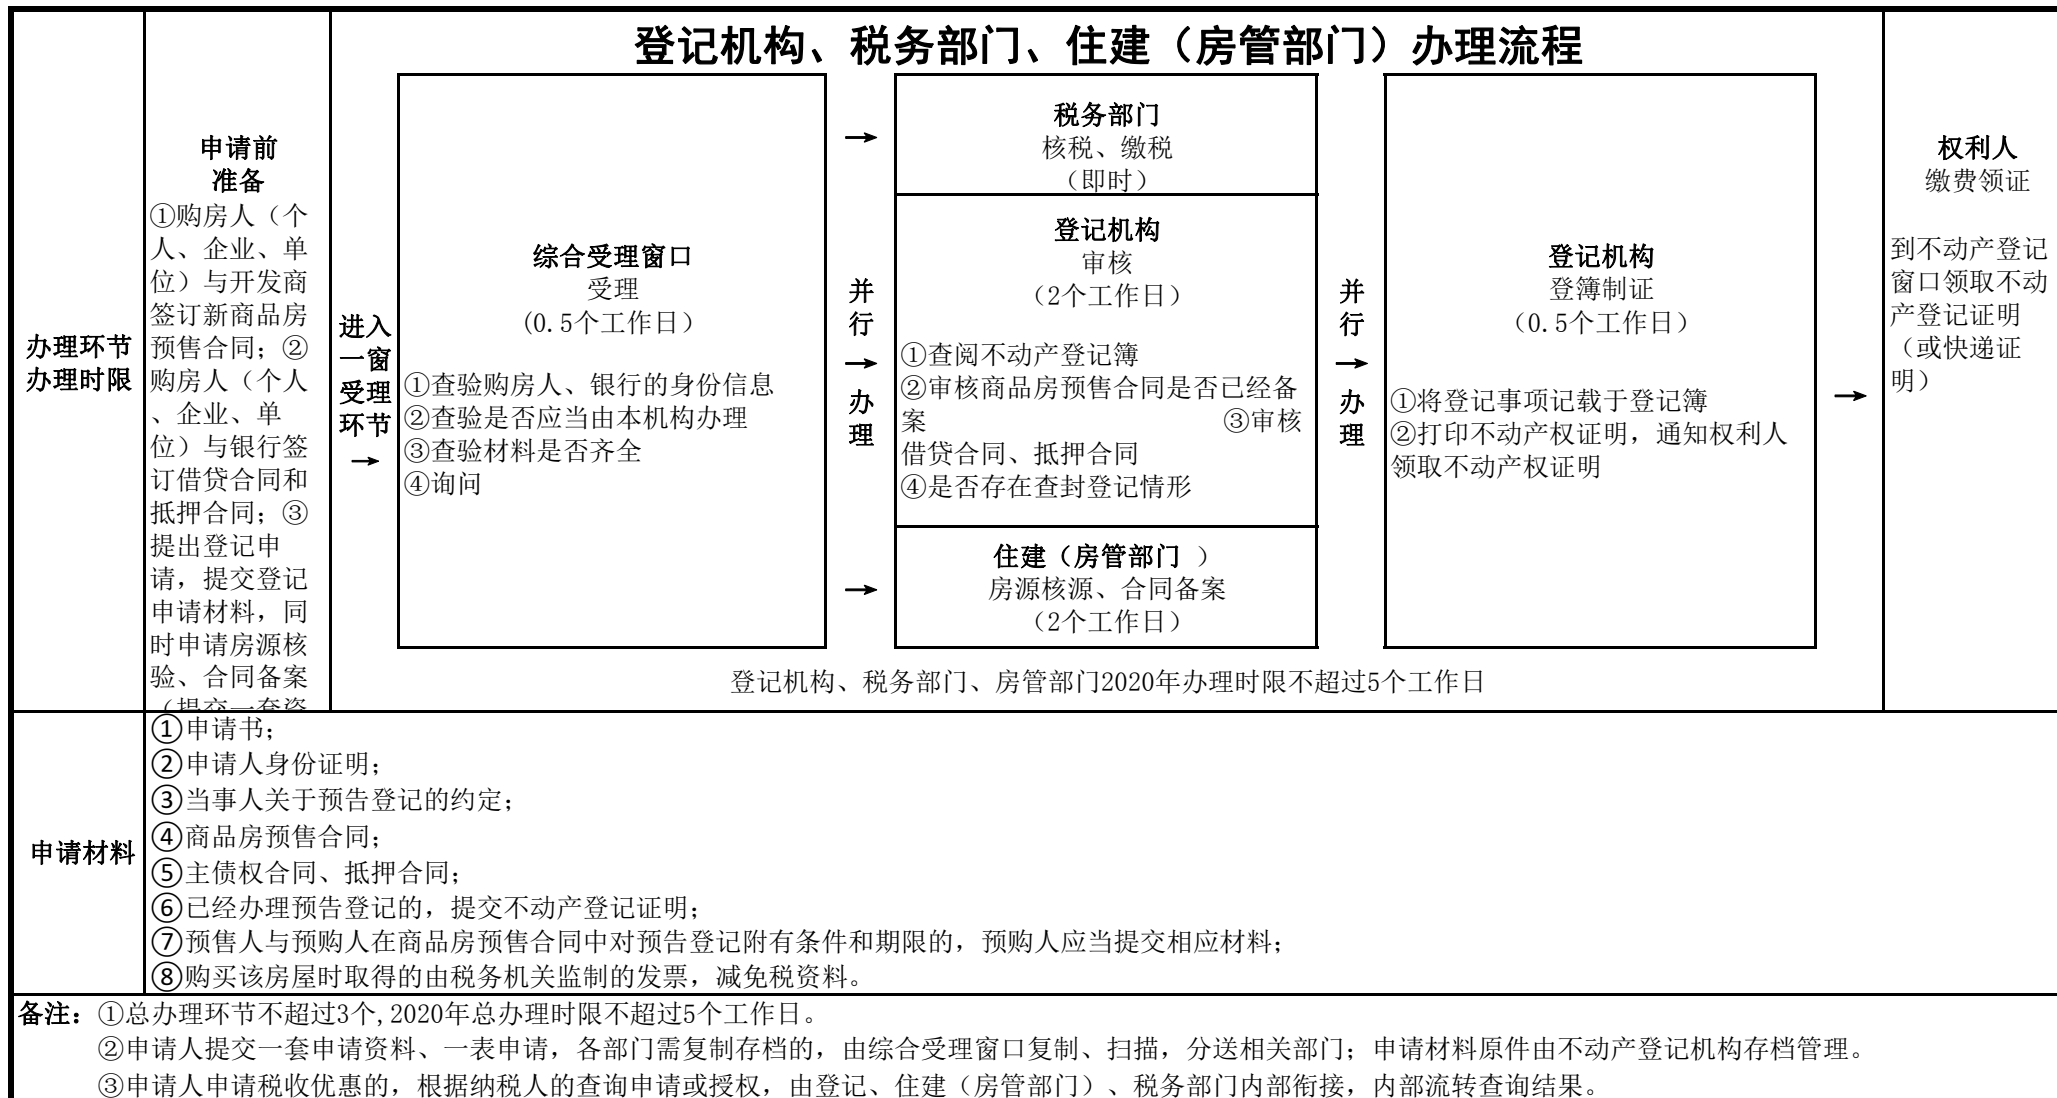 登记机构、税务部门、住建（房管部门）办理流程
办理环节
办理时限
申请前
准备
①购房人（个
人、企业、单
位）与开发商
签订新商品房
预售合同；②
购房人（个人
、企业、单
位）与银行签
订借贷合同和
抵押合同；③
提出登记申
请，提交登记
申请材料，同
时申请房源核
验、合同备案
（提交一套资
进入
一窗
受理
环节
→
综合受理窗口
受理
(0.5个工作日）
①查验购房人、银行的身份信息
②查验是否应当由本机构办理
③查验材料是否齐全
④询问
→
并
行
→
办
理
→
税务部门
核税、缴税
（即时）
登记机构
审核
（2个工作日）
①查阅不动产登记簿
②审核商品房预售合同是否已经备
案 ③审核
借贷合同、抵押合同
④是否存在查封登记情形
住建（房管部门 ）
房源核源、合同备案
（2个工作日）
并
行
→
办
理
登记机构
登簿制证
（0.5个工作日）
①将登记事项记载于登记簿
②打印不动产权证明，通知权利人
领取不动产权证明
→
权利人
缴费领证
到不动产登记
窗口领取不动
产登记证明
（或快递证
明）
登记机构、税务部门、房管部门2020年办理时限不超过5个工作日
申请材料
①申请书；
②申请人身份证明；
③当事人关于预告登记的约定；
④商品房预售合同；
⑤主债权合同、抵押合同；
⑥已经办理预告登记的，提交不动产登记证明；
⑦预售人与预购人在商品房预售合同中对预告登记附有条件和期限的，预购人应当提交相应材料；
⑧购买该房屋时取得的由税务机关监制的发票，减免税资料。
备注：①总办理环节不超过3个,2020年总办理时限不超过5个工作日。
②申请人提交一套申请资料、一表申请，各部门需复制存档的，由综合受理窗口复制、扫描，分送相关部门；申请材料原件由不动产登记机构存档管理。
③申请人申请税收优惠的，根据纳税人的查询申请或授权，由登记、住建（房管部门）、税务部门内部衔接，内部流转查询结果。